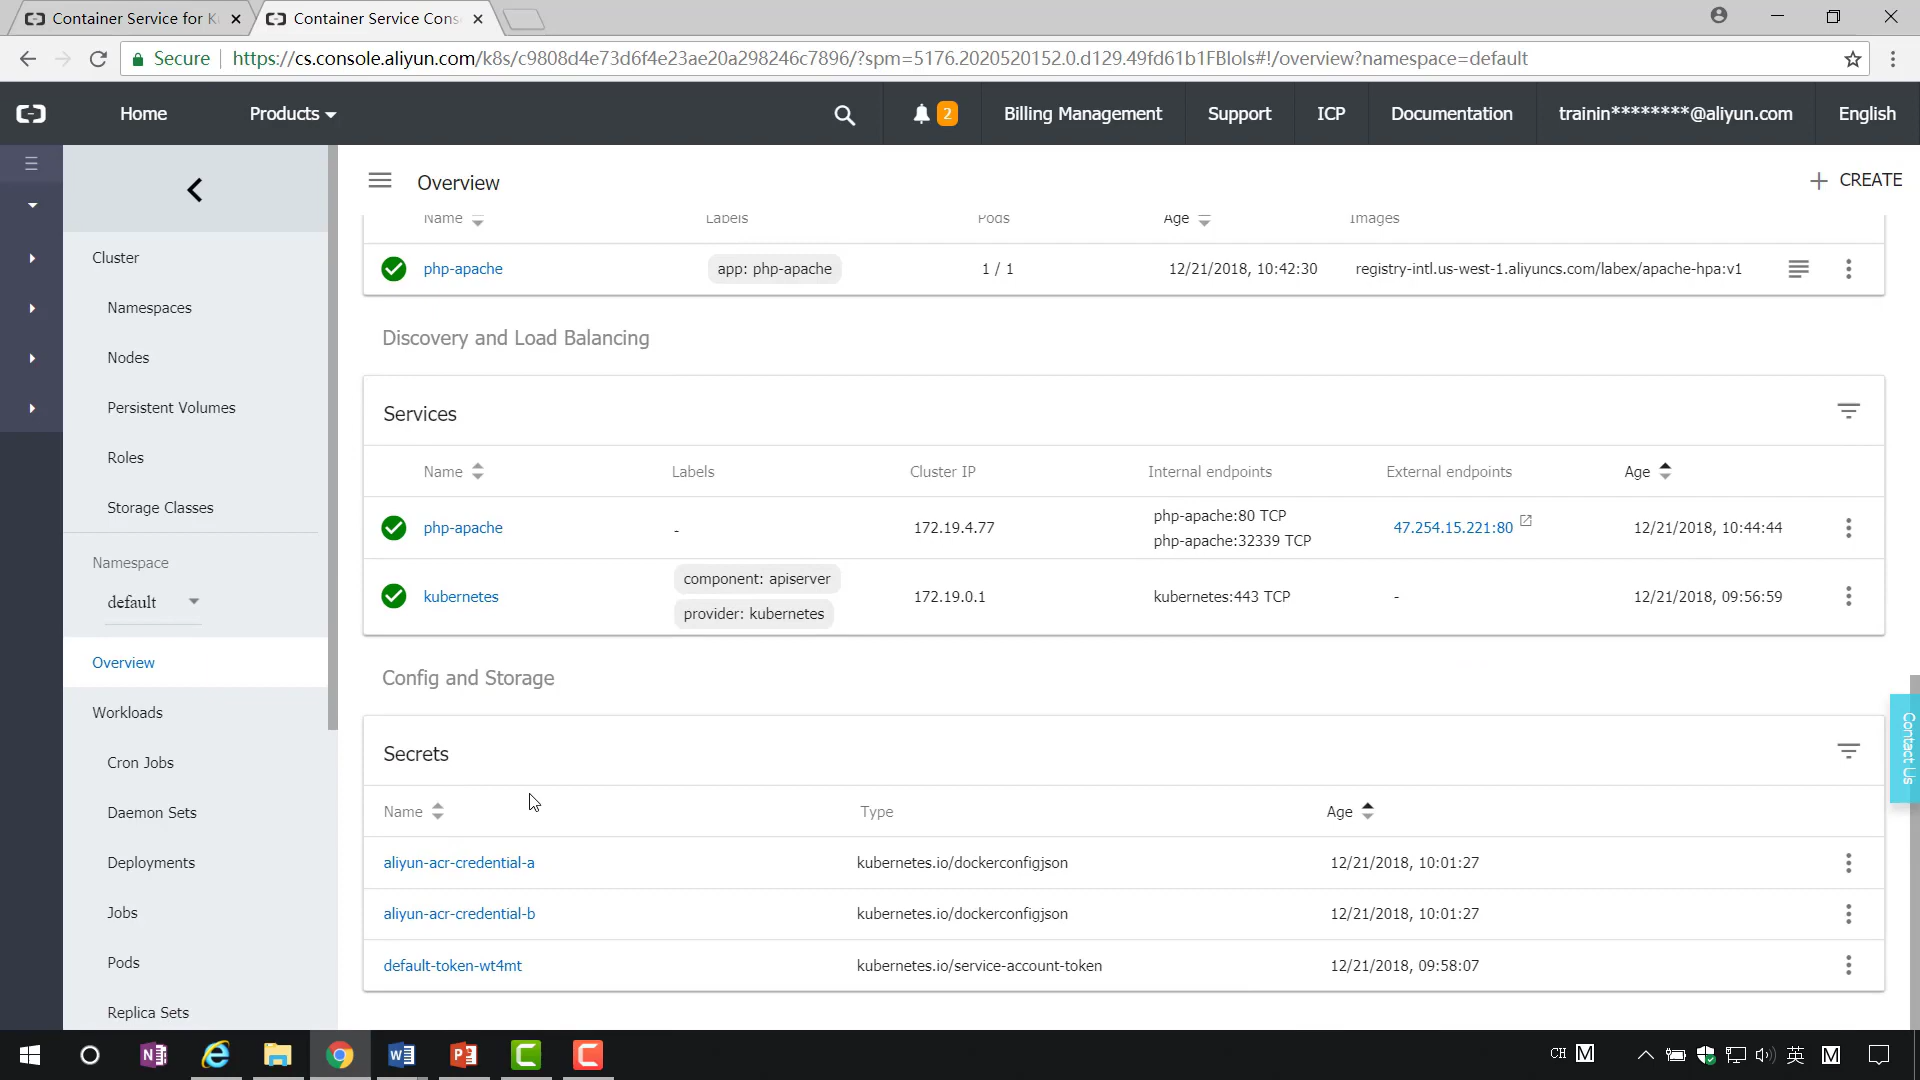 Container Service for K
Container Service Cons
Secure
https://cs.console.aliyun.com/k8s/c9808d4e73d6f4e23ae20a298246c7896/?spm=5176.2020520152.0.d129.49fd61b1FBIols#!/overview?namespace=default
Home
Products
2
Billing Management
Support
ICP
Documentation
trainin********@aliyun.com
English
Overview
CREATE
Cluster
Namespaces
Nodes
Persistent Volumes
Roles
Storage Classes
Namespace
default
Overview
Workloads
Cron Jobs
Daemon Sets
Deployments
Jobs
Pods
Replica Sets
Name Labels Pods Age Images
php-apache app: php-apache 1 / 1 12/21/2018, 10:42:30 registry-intl.us-west-1.aliyuncs.com/labex/apache-hpa:v1
Discovery and Load Balancing
Services
Name Labels Cluster IP Internal endpoints External endpoints Age
php-apache - 172.19.4.77 php-apache:80 TCP 47.254.15.221:80 12/21/2018, 10:44:44
php-apache:32339 TCP
component: apiserver
kubernetes 172.19.0.1 kubernetes:443 TCP - 12/21/2018, 09:56:59
provider: kubernetes
Config and Storage
Secrets
Name Type Age
aliyun-acr-credential-a kubernetes.io/dockerconfigjson 12/21/2018, 10:01:27
aliyun-acr-credential-b kubernetes.io/dockerconfigjson 12/21/2018, 10:01:27
default-token-wt4mt kubernetes.io/service-account-token 12/21/2018, 09:58:07
Contact Us
CH M
英
M